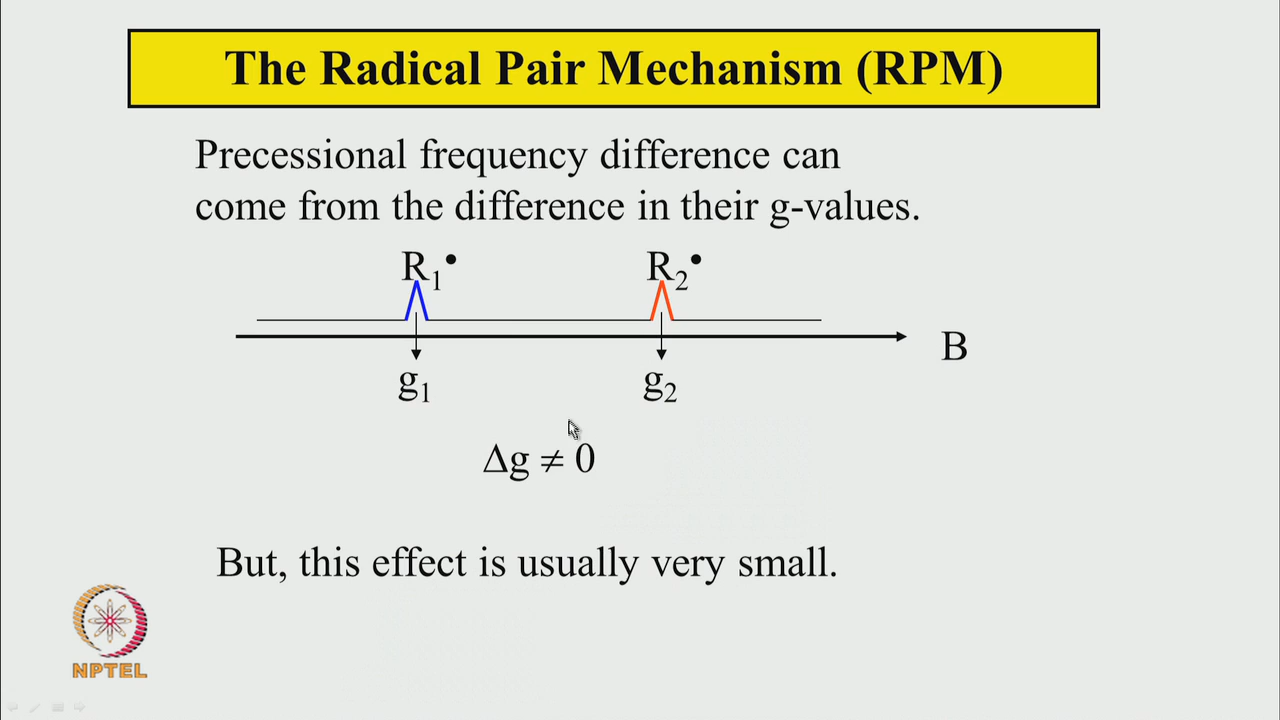 The Radical Pair Mechanism (RPM)
Precessional frequency difference can
come from the difference in their g-values.
R₁• R₂•
B
g₁ g₂
Δg ≠ 0
But, this effect is usually very small.
NPTEL